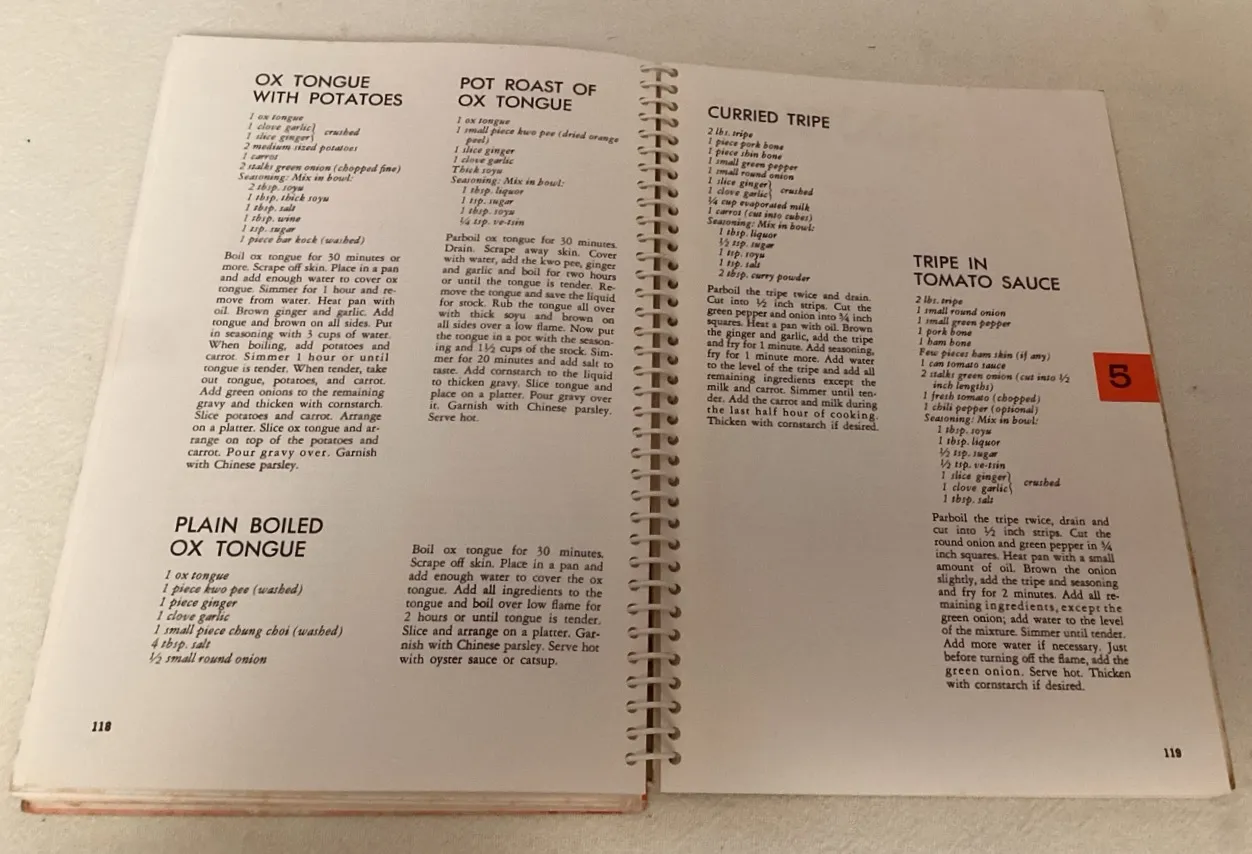 OX TONGUE
WITH POTATOES
1 ox tongue
1 clove garlic} crushed
1 slice ginger}
2 medium sized potatoes
1 carrot
2 stalks green onion (chopped fine)
Seasoning: Mix in bowl:
2 tbsp. soyu
1 tbsp. thick soyu
1 tbsp. salt
1 tbsp. wine
1 tsp. sugar
1 piece bar kock (washed)
Boil ox tongue for 30 minutes or
more. Scrape off skin. Place in a pan
and add enough water to cover ox
tongue. Simmer for 1 hour and re-
move from water. Heat pan with
oil. Brown ginger and garlic. Add
tongue and brown on all sides. Put
in seasoning with 3 cups of water.
When boiling, add potatoes and
carrot. Simmer 1 hour or until
tongue is tender. When tender, take
out tongue, potatoes, and carrot.
Add green onions to the remaining
gravy and thicken with cornstarch.
Slice potatoes and carrot. Arrange
on a platter. Slice ox tongue and ar-
range on top of the potatoes and
carrot. Pour gravy over. Garnish
with Chinese parsley.
POT ROAST OF
OX TONGUE
1 ox tongue
1 small piece kwo pee (dried orange
peel)
1 slice ginger
1 clove garlic
Thick soyu
Seasoning: Mix in bowl:
1 tbsp. liquor
1 tsp. sugar
1 tbsp. soyu
¼ tsp. ve-tsin
Parboil ox tongue for 30 minutes.
Drain. Scrape away skin. Cover
with water, add the kwo pee, ginger
and garlic and boil for two hours
or until the tongue is tender. Re-
move the tongue and save the liquid
for stock. Rub the tongue all over
with thick soyu and brown on
all sides over a low flame. Now put
the tongue in a pot with the season-
ing and 1½ cups of the stock. Sim-
mer for 20 minutes and add salt to
taste. Add cornstarch to the liquid
to thicken gravy. Slice tongue and
place on a platter. Pour gravy over
it. Garnish with Chinese parsley.
Serve hot.
PLAIN BOILED
OX TONGUE
1 ox tongue
1 piece kwo pee (washed)
1 piece ginger
1 clove garlic
1 small piece chung choi (washed)
4 tbsp. salt
½ small round onion
Boil ox tongue for 30 minutes.
Scrape off skin. Place in a pan and
add enough water to cover the ox
tongue. Add all ingredients to the
tongue and boil over low flame for
2 hours or until tongue is tender.
Slice and arrange on a platter. Gar-
nish with Chinese parsley. Serve hot
with oyster sauce or catsup.
118
CURRIED TRIPE
2 lbs. tripe
1 piece pork bone
1 piece shin bone
1 small green pepper
1 small round onion
1 slice ginger} crushed
1 clove garlic}
¼ cup evaporated milk
1 carrot (cut into cubes)
Seasoning: Mix in bowl:
1 tbsp. liquor
½ tsp. sugar
1 tsp. soyu
1 tsp. salt
2 tbsp. curry powder
Parboil the tripe twice and drain.
Cut into ½ inch strips. Cut the
green pepper and onion into ¾ inch
squares. Heat a pan with oil. Brown
the ginger and garlic, add the tripe
and fry for 1 minute. Add seasoning,
fry for 1 minute more. Add water
to the level of the tripe and add all
remaining ingredients except the
milk and carrot. Simmer until ten-
der. Add the carrot and milk during
the last half hour of cooking.
Thicken with cornstarch if desired.
TRIPE IN
TOMATO SAUCE
2 lbs. tripe
1 small round onion
1 small green pepper
1 pork bone
1 ham bone
Few pieces ham skin (if any)
1 can tomato sauce
2 stalks green onion (cut into ½
inch lengths)
1 fresh tomato (chopped)
1 chili pepper (optional)
Seasoning: Mix in bowl:
1 tbsp. soyu
1 tbsp. liquor
½ tsp. sugar
½ tsp. ve-tsin
1 slice ginger} crushed
1 clove garlic}
1 tbsp. salt
Parboil the tripe twice, drain and
cut into ½ inch strips. Cut the
round onion and green pepper in ¾
inch squares. Heat pan with a small
amount of oil. Brown the onion
slightly, add the tripe and seasoning
and fry for 2 minutes. Add all re-
maining ingredients, except the
green onion; add water to the level
of the mixture. Simmer until tender.
Add more water if necessary. Just
before turning off the flame, add the
green onion. Serve hot. Thicken
with cornstarch if desired.
5
119